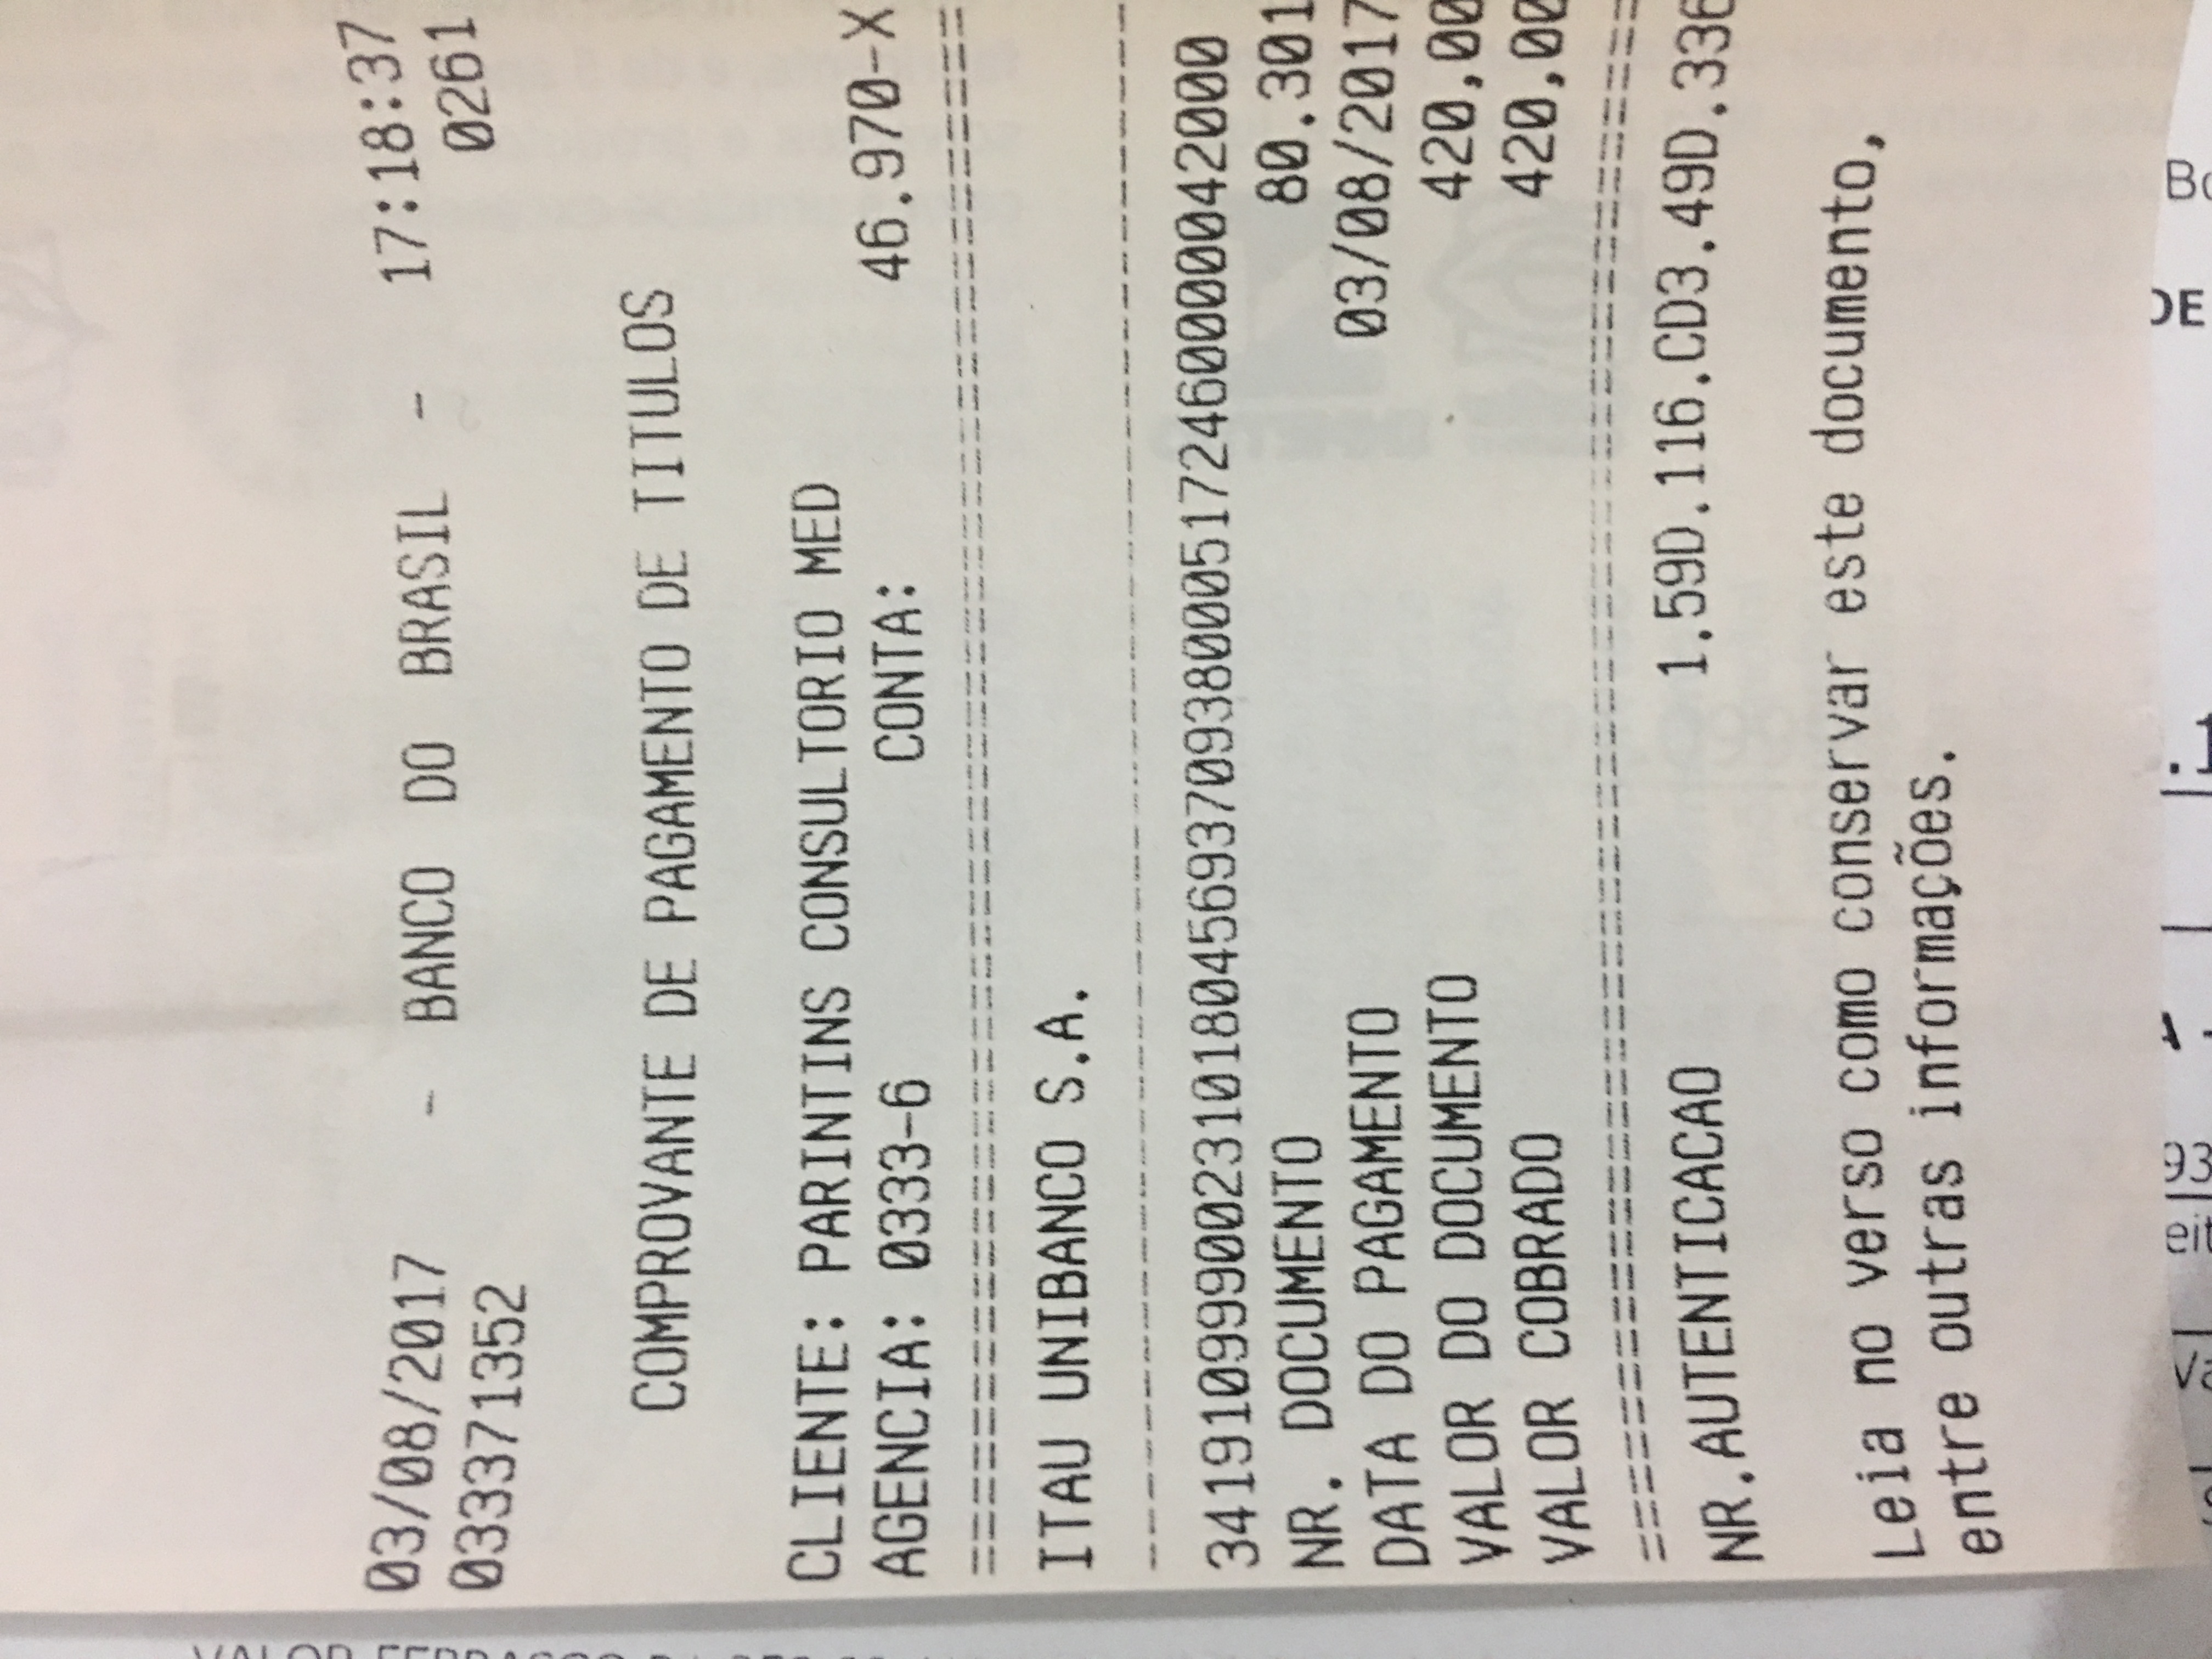 03/08/2017 - BANCO DO BRASIL - 17:18:37
033371352 0261
COMPROVANTE DE PAGAMENTO DE TITULOS
CLIENTE: PARINTINS CONSULTORIO MED
AGENCIA: 0333-6 CONTA: 46.970-X
================================================
ITAU UNIBANCO S.A.
------------------------------------------------
34191099900231018045693709380005172460000042000
NR. DOCUMENTO 80.301
DATA DO PAGAMENTO 03/08/2017
VALOR DO DOCUMENTO 420,00
VALOR COBRADO 420,00
================================================
NR.AUTENTICACAO 1.59D.116.CD3.49D.336
Leia no verso como conservar este documento,
entre outras informações.